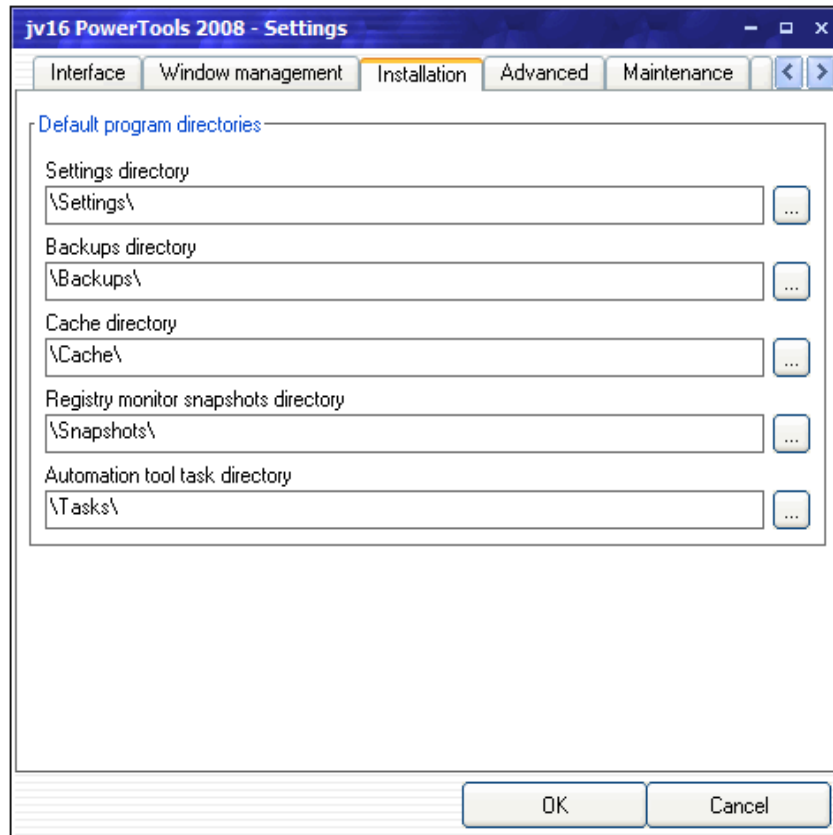 jv16 PowerTools 2008 - Settings
Interface Window management Installation Advanced Maintenance
Default program directories
Settings directory
\Settings\
...
Backups directory
\Backups\
...
Cache directory
\Cache\
...
Registry monitor snapshots directory
\Snapshots\
...
Automation tool task directory
\Tasks\
...
OK Cancel